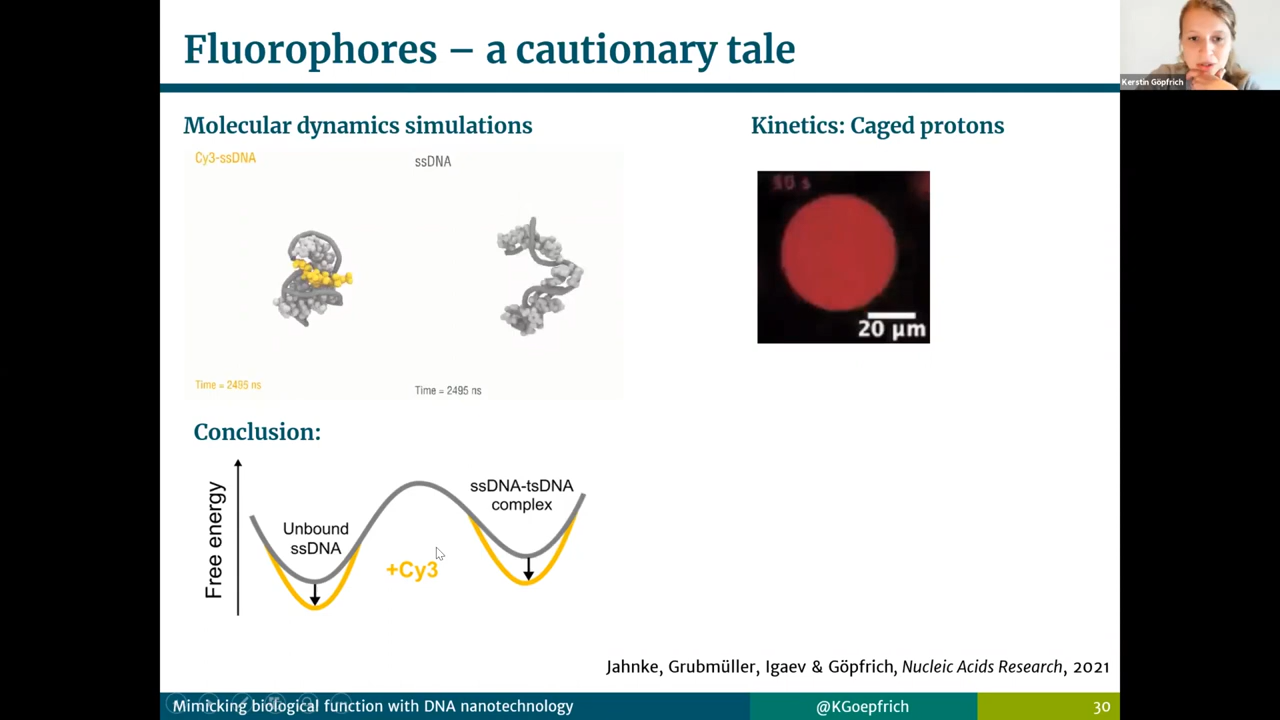 Fluorophores – a cautionary tale
Kerstin Göpfrich
Molecular dynamics simulations
Kinetics: Caged protons
Cy3-ssDNA
ssDNA
20 μm
Time = 2495 ns
Time = 2495 ns
Conclusion:
Free energy
Unbound
ssDNA
+Cy3
ssDNA-tsDNA
complex
Jahnke, Grubmüller, Igaev & Göpfrich, Nucleic Acids Research, 2021
Mimicking biological function with DNA nanotechnology
@KGoepfrich
30